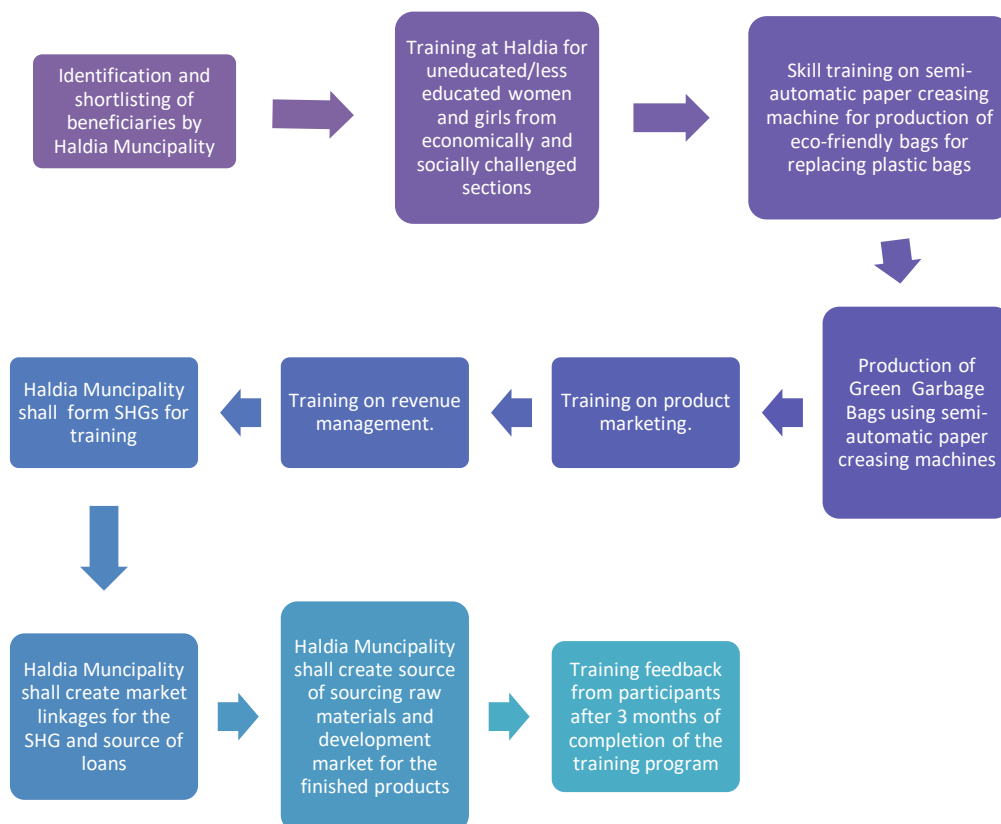 Identification and
shortlisting of
beneficiaries by
Haldia Muncipality
Training at Haldia for
uneducated/less
educated women
and girls from
economically and
socially challenged
sections
Skill training on semi-
automatic paper creasing
machine for production of
eco-friendly bags for
replacing plastic bags
Production of
Green Garbage
Bags using semi-
automatic paper
creasing machines
Training on product
marketing.
Training on revenue
management.
Haldia Muncipality
shall form SHGs for
training
Haldia Muncipality
shall create market
linkages for the
SHG and source of
loans
Haldia Muncipality
shall create source
of sourcing raw
materials and
development
market for the
finished products
Training feedback
from participants
after 3 months of
completion of the
training program